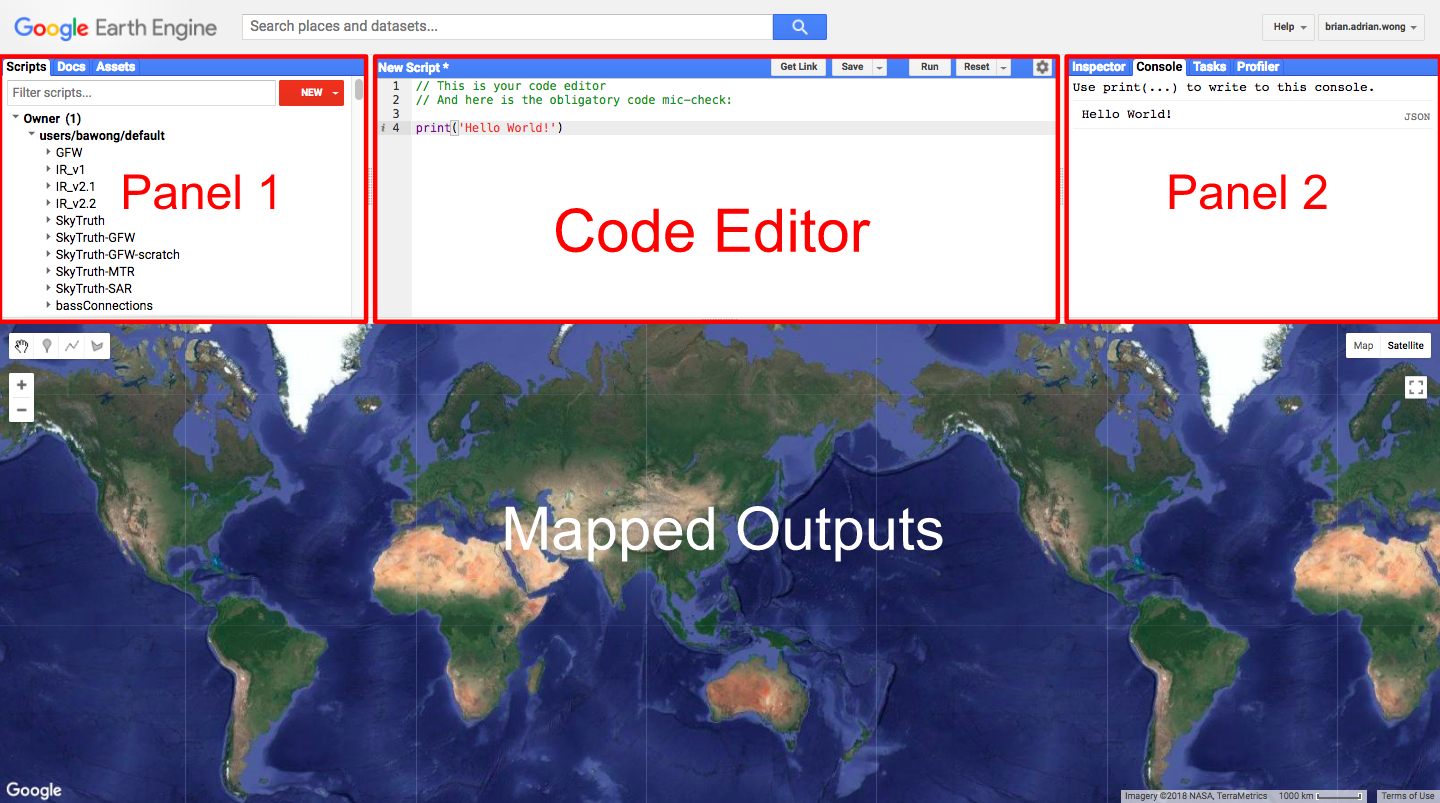 Google Earth Engine
Search places and datasets...
Help
brian.adrian.wong
Scripts Docs Assets
Filter scripts...
NEW
Owner (1)
users/bawong/default
GFW
IR_v1
IR_v2.1
IR_v2.2
SkyTruth
SkyTruth-GFW
SkyTruth-GFW-scratch
SkyTruth-MTR
SkyTruth-SAR
bassConnections
Panel 1
New Script *
Get Link Save Run Reset
1 // This is your code editor
2 // And here is the obligatory code mic-check:
3
i 4 print('Hello World!')
Code Editor
Inspector Console Tasks Profiler
Use print(...) to write to this console.
Hello World!
JSON
Panel 2
Map Satellite
+
−
Mapped Outputs
Google
Imagery ©2018 NASA, TerraMetrics 1000 km Terms of Use